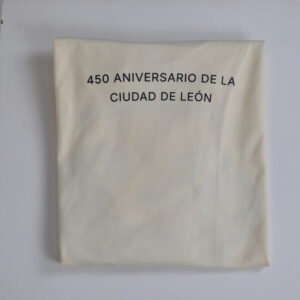 450 ANIVERSARIO DE LA
CIUDAD DE LEÓN